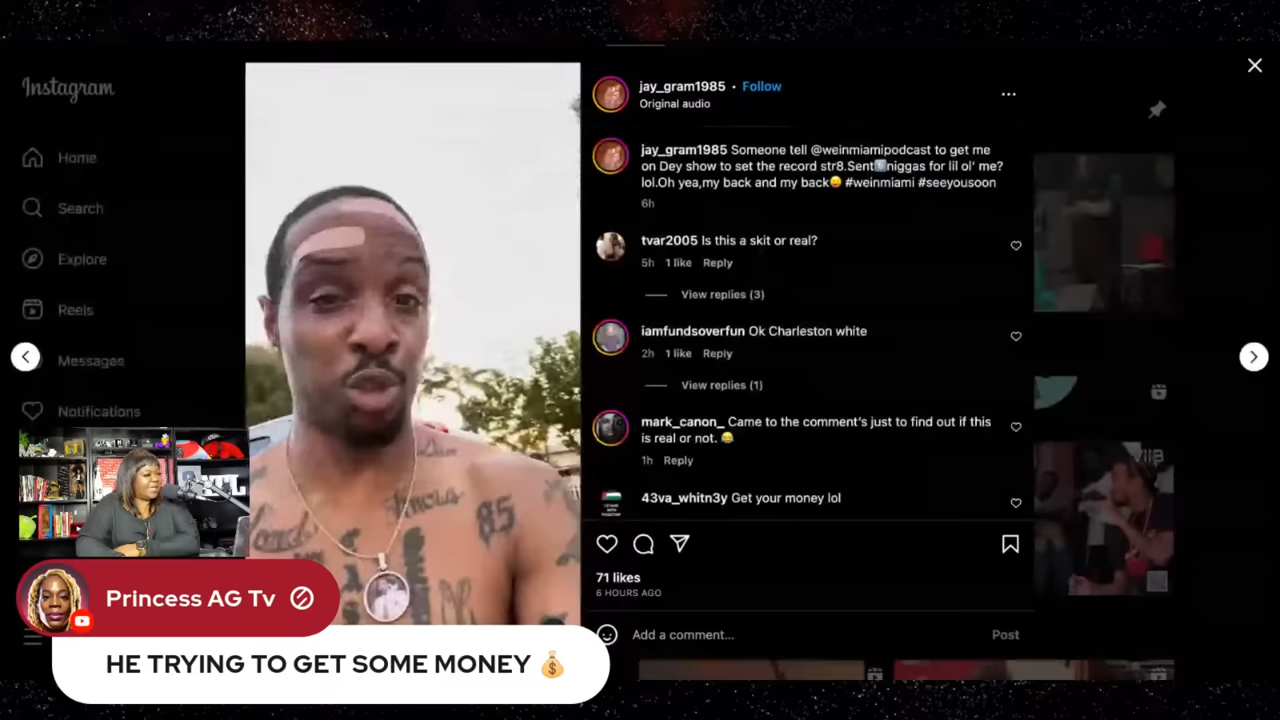 Instagram
Home
Search
Explore
Reels
Messages
Notifications
jay_gram1985 • Follow
Original audio
jay_gram1985 Someone tell @weinmiamipodcast to get me
on Dey show to set the record str8.Sent5️⃣niggas for lil ol' me?
lol.Oh yea,my back and my back😜 #weinmiami #seeyousoon
6h
tvar2005 Is this a skit or real?
5h 1 like Reply
View replies (3)
iamfundsoverfun Ok Charleston white
2h 1 like Reply
View replies (1)
mark_canon_ Came to the comment's just to find out if this
is real or not. 😂
1h Reply
43va_whitn3y Get your money lol
71 likes
6 HOURS AGO
Add a comment...
Post
85
Princess AG Tv
HE TRYING TO GET SOME MONEY 💰